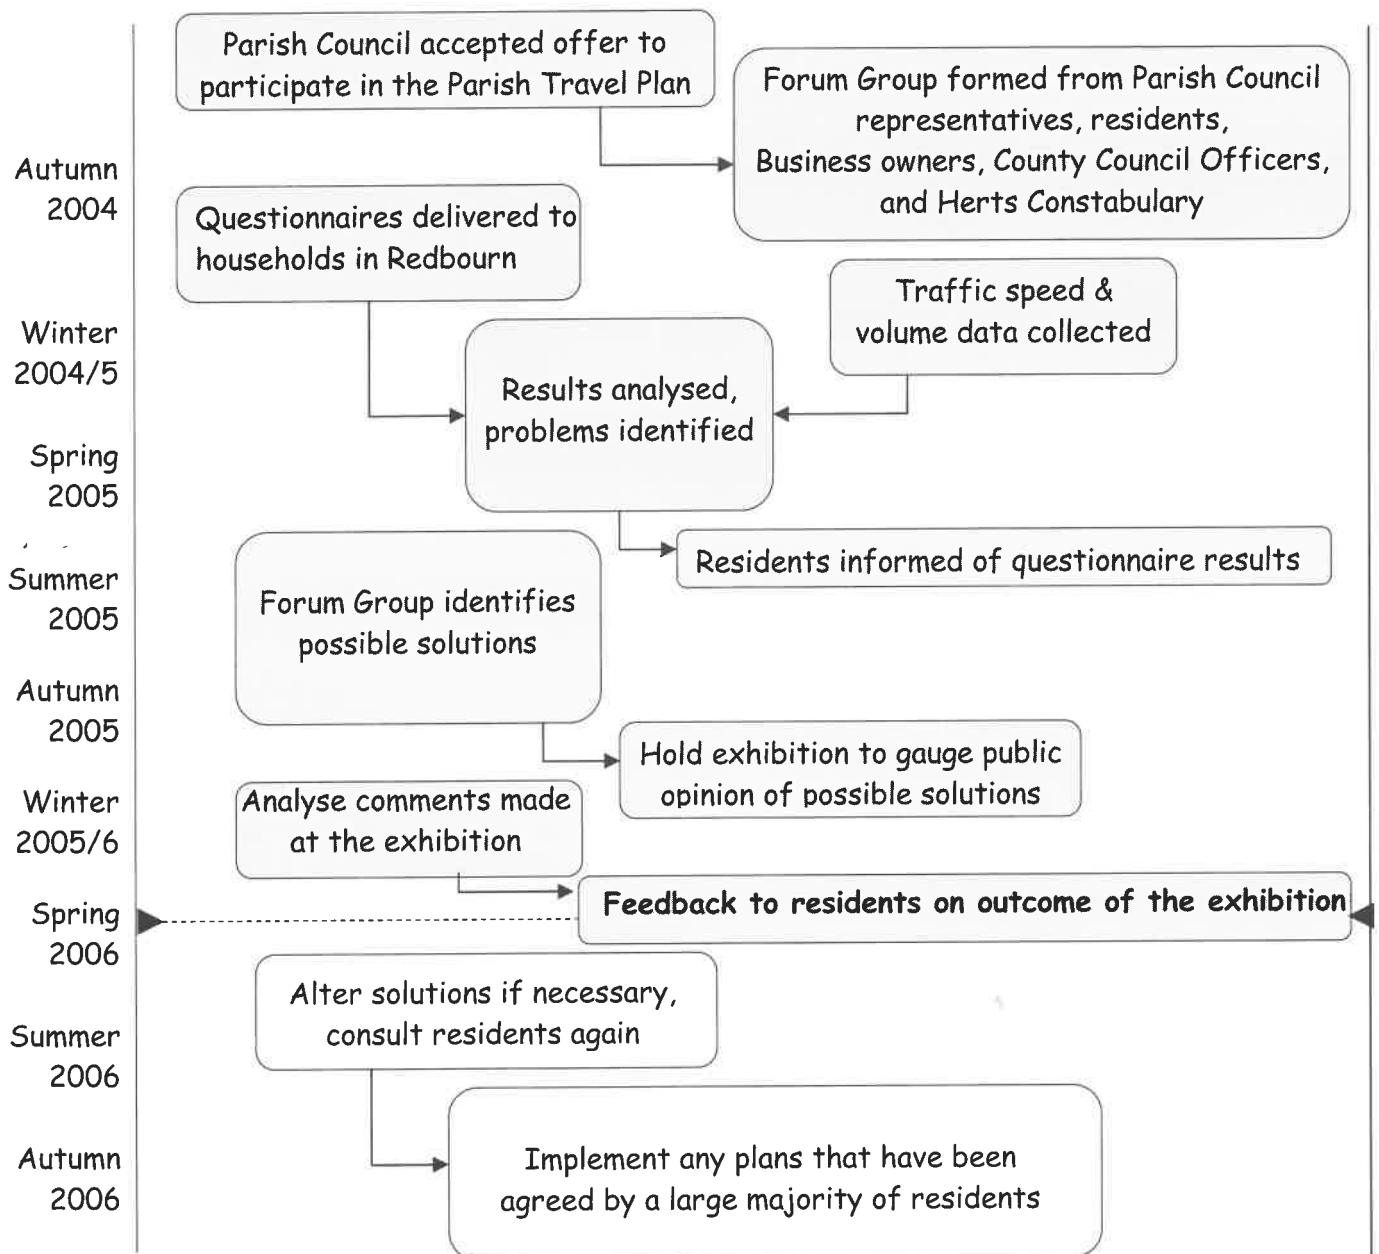 Parish Council accepted offer to
participate in the Parish Travel Plan
Forum Group formed from Parish Council
representatives, residents,
Business owners, County Council Officers,
and Herts Constabulary
Autumn
2004
Questionnaires delivered to
households in Redbourn
Traffic speed &
volume data collected
Winter
2004/5
Results analysed,
problems identified
Spring
2005
Residents informed of questionnaire results
Summer
2005
Forum Group identifies
possible solutions
Autumn
2005
Hold exhibition to gauge public
opinion of possible solutions
Winter
2005/6
Analyse comments made
at the exhibition
Feedback to residents on outcome of the exhibition
Spring
2006
Alter solutions if necessary,
consult residents again
Summer
2006
Autumn
2006
Implement any plans that have been
agreed by a large majority of residents